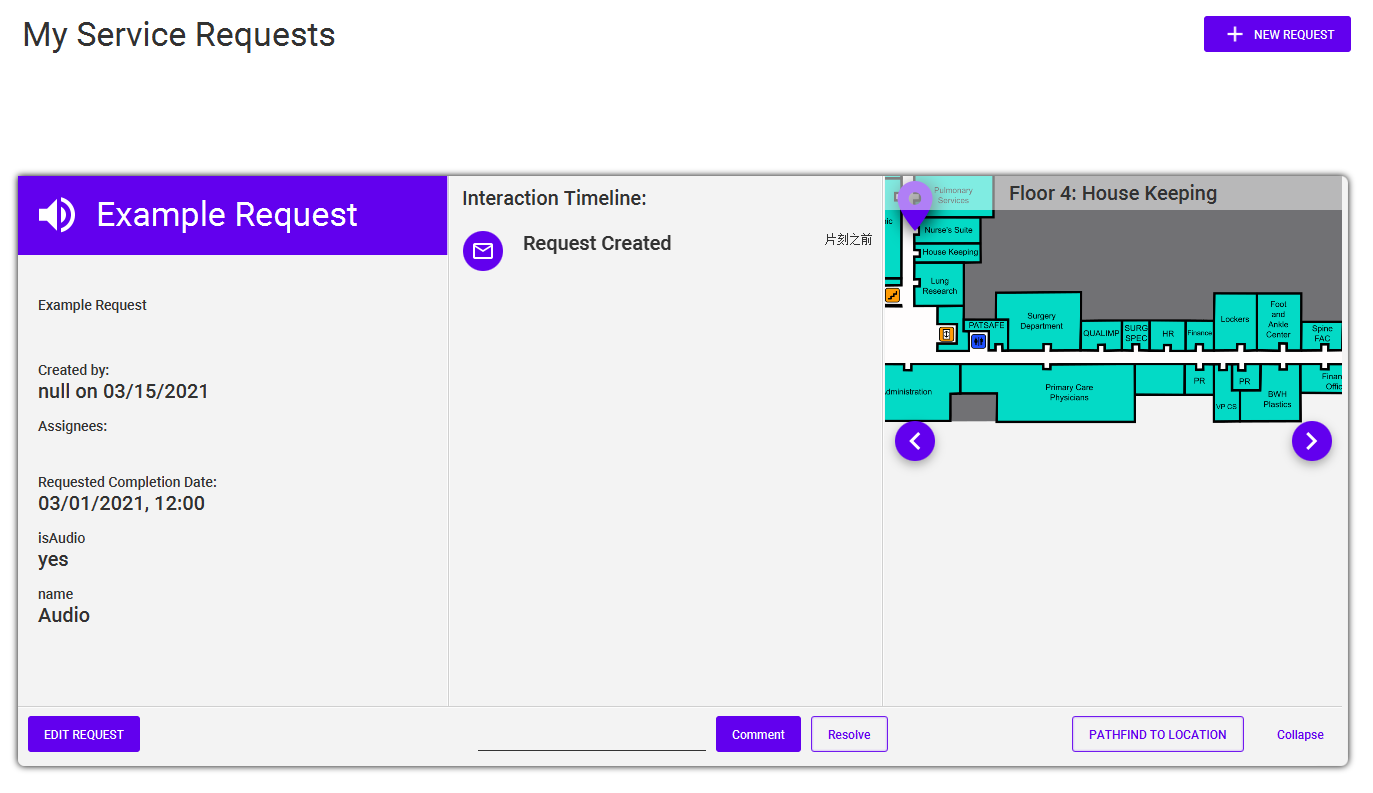 My Service Requests
NEW REQUEST
Example Request
Example Request
Created by:
null on 03/15/2021
Assignees:
Requested Completion Date:
03/01/2021, 12:00
isAudio
yes
name
Audio
EDIT REQUEST
Interaction Timeline:
Request Created
片刻之前
Comment
Resolve
Floor 4: House Keeping
Pulmonary
Services
Nurse's Suite
House Keeping
Lung
Research
PATSAFE
Surgery
Department
QUALIMP
SURG
SPEC
HR
Finance
Lockers
Foot
and
Ankle
Center
Spine
FAC
Primary Care
Physicians
PR
PR
VP CS
BWH
Plastics
PATHFIND TO LOCATION
Collapse